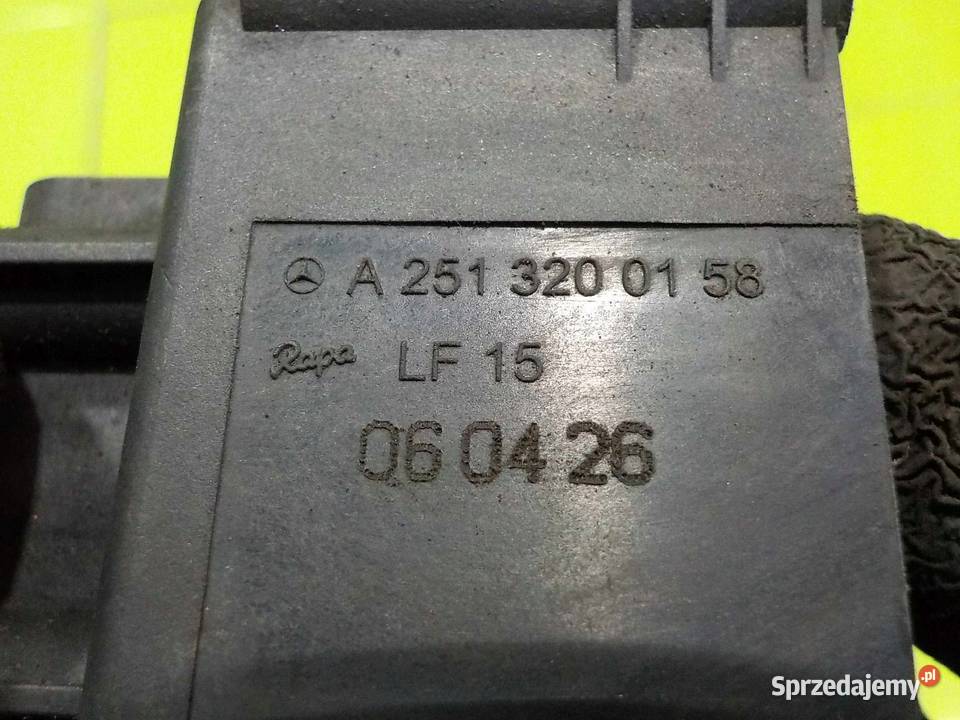 A 251 320 01 58
Rapa LF 15
06 04 26
Sprzedajemy.pl